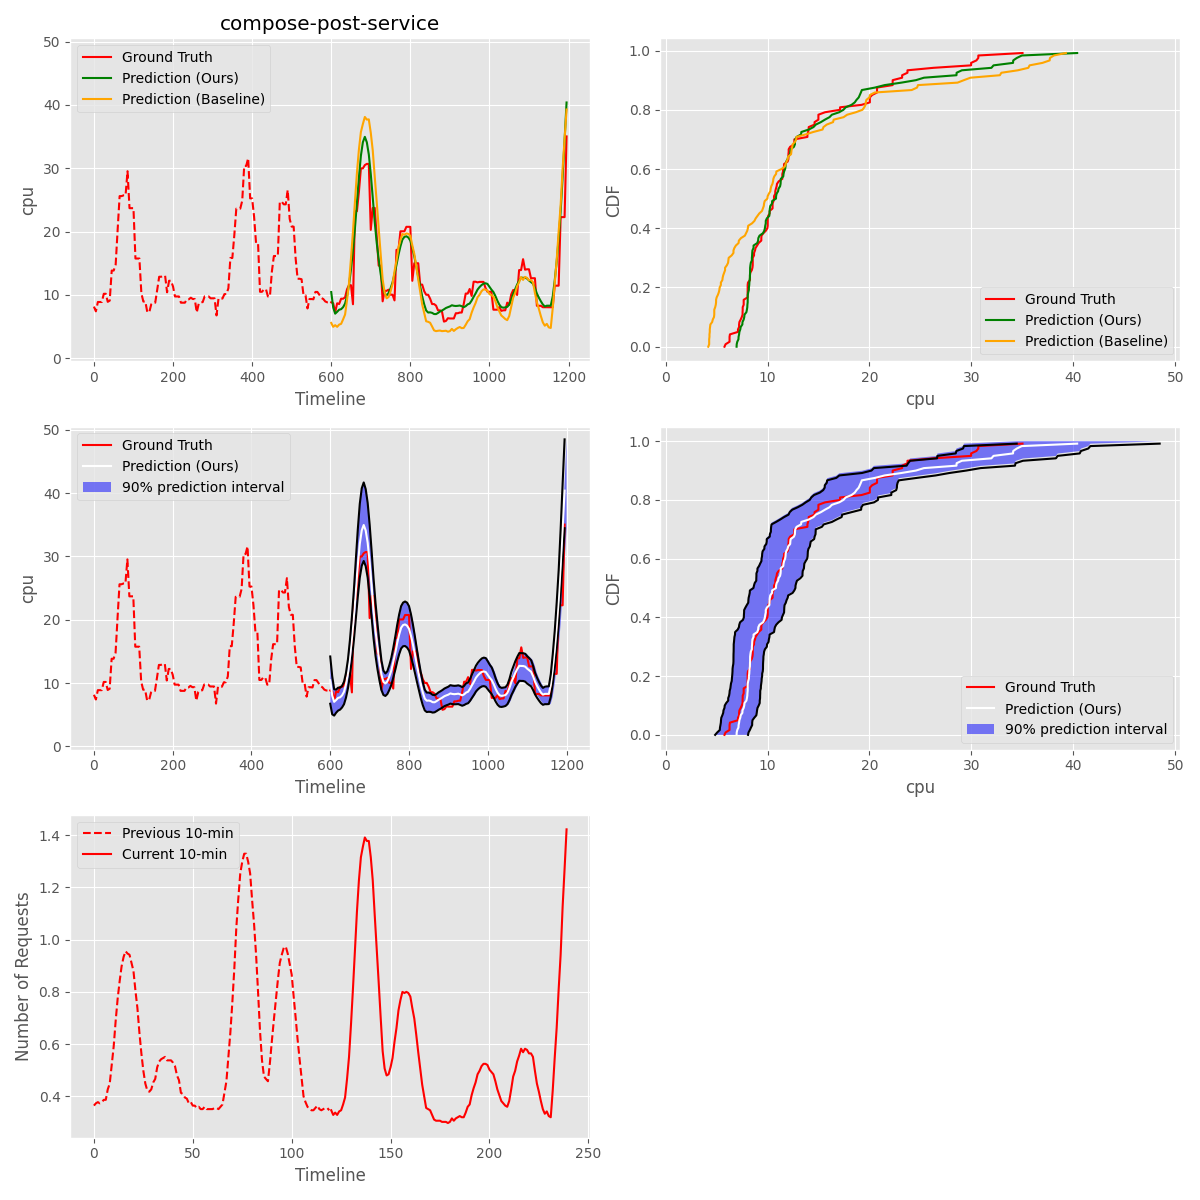 compose-post-service
50
40
30
20
10
0
cpu
Ground Truth
Prediction (Ours)
Prediction (Baseline)
0 200 400 600 800 1000 1200
Timeline
1.0
0.8
0.6
0.4
0.2
0.0
CDF
Ground Truth
Prediction (Ours)
Prediction (Baseline)
0 10 20 30 40 50
cpu
50
40
30
20
10
0
cpu
Ground Truth
Prediction (Ours)
90% prediction interval
0 200 400 600 800 1000 1200
Timeline
1.0
0.8
0.6
0.4
0.2
0.0
CDF
Ground Truth
Prediction (Ours)
90% prediction interval
0 10 20 30 40 50
cpu
1.4
1.2
1.0
0.8
0.6
0.4
Number of Requests
Previous 10-min
Current 10-min
0 50 100 150 200 250
Timeline